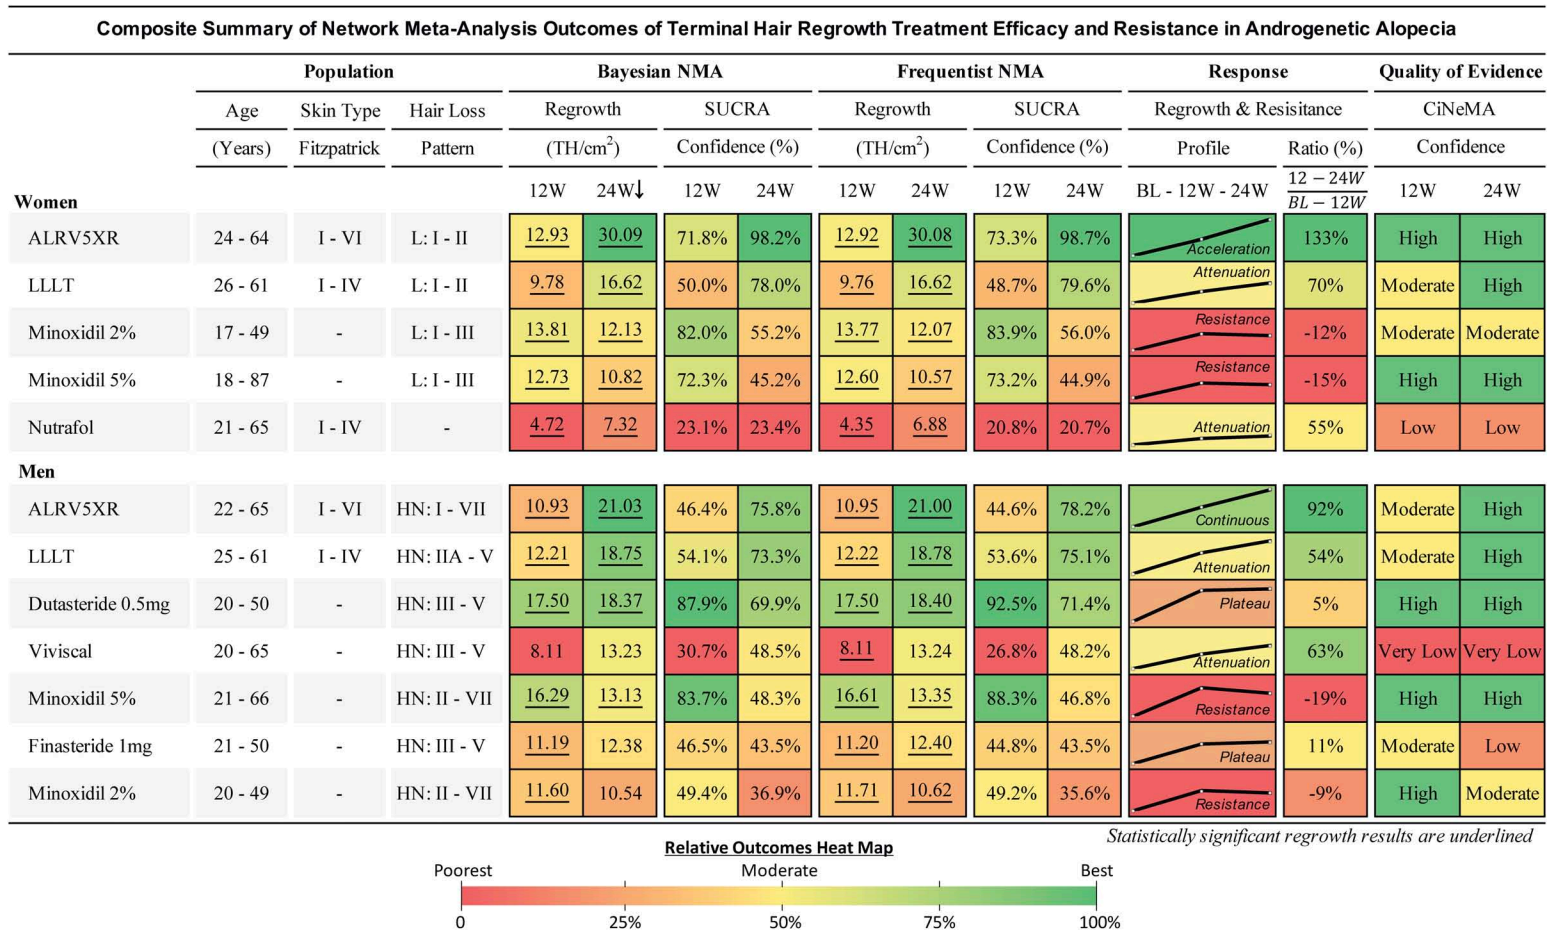 Composite Summary of Network Meta-Analysis Outcomes of Terminal Hair Regrowth Treatment Efficacy and Resistance in Androgenetic Alopecia
Population Bayesian NMA Frequentist NMA Response Quality of Evidence
Age Skin Type Hair Loss Regrowth SUCRA Regrowth SUCRA Regrowth & Resisitance CiNeMA
(Years) Fitzpatrick Pattern (TH/cm²) Confidence (%) (TH/cm²) Confidence (%) Profile Ratio (%) Confidence
12W 24W↓ 12W 24W 12W 24W 12W 24W BL - 12W - 24W 12 – 24W / BL – 12W 12W 24W
Women
ALRV5XR 24 - 64 I - VI L: I - II 12.93 30.09 71.8% 98.2% 12.92 30.08 73.3% 98.7% Acceleration 133% High High
LLLT 26 - 61 I - IV L: I - II 9.78 16.62 50.0% 78.0% 9.76 16.62 48.7% 79.6% Attenuation 70% Moderate High
Minoxidil 2% 17 - 49 - L: I - III 13.81 12.13 82.0% 55.2% 13.77 12.07 83.9% 56.0% Resistance -12% Moderate Moderate
Minoxidil 5% 18 - 87 - L: I - III 12.73 10.82 72.3% 45.2% 12.60 10.57 73.2% 44.9% Resistance -15% High High
Nutrafol 21 - 65 I - IV - 4.72 7.32 23.1% 23.4% 4.35 6.88 20.8% 20.7% Attenuation 55% Low Low
Men
ALRV5XR 22 - 65 I - VI HN: I - VII 10.93 21.03 46.4% 75.8% 10.95 21.00 44.6% 78.2% Continuous 92% Moderate High
LLLT 25 - 61 I - IV HN: IIA - V 12.21 18.75 54.1% 73.3% 12.22 18.78 53.6% 75.1% Attenuation 54% Moderate High
Dutasteride 0.5mg 20 - 50 - HN: III - V 17.50 18.37 87.9% 69.9% 17.50 18.40 92.5% 71.4% Plateau 5% High High
Viviscal 20 - 65 - HN: III - V 8.11 13.23 30.7% 48.5% 8.11 13.24 26.8% 48.2% Attenuation 63% Very Low Very Low
Minoxidil 5% 21 - 66 - HN: II - VII 16.29 13.13 83.7% 48.3% 16.61 13.35 88.3% 46.8% Resistance -19% High High
Finasteride 1mg 21 - 50 - HN: III - V 11.19 12.38 46.5% 43.5% 11.20 12.40 44.8% 43.5% Plateau 11% Moderate Low
Minoxidil 2% 20 - 49 - HN: II - VII 11.60 10.54 49.4% 36.9% 11.71 10.62 49.2% 35.6% Resistance -9% High Moderate
Statistically significant regrowth results are underlined
Relative Outcomes Heat Map
Poorest Moderate Best
0 25% 50% 75% 100%